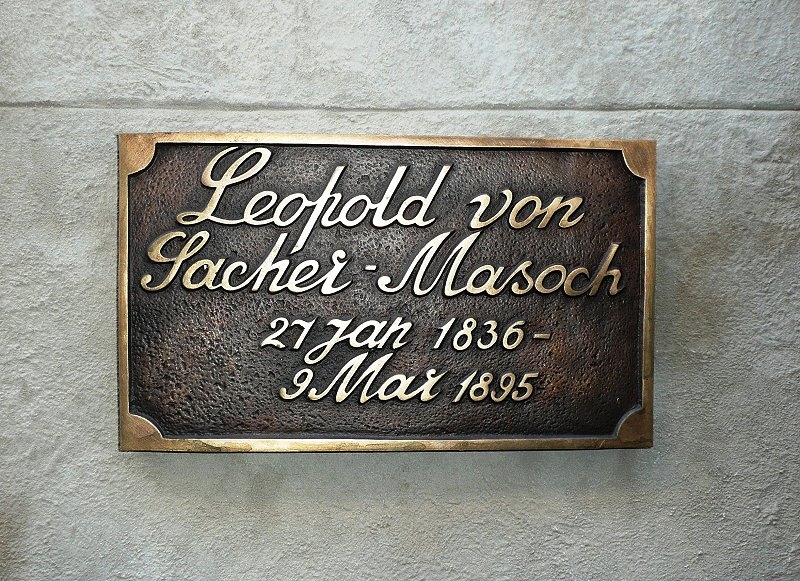 Leopold von
Sacher-Masoch
27 Jan 1836 –
9 Mar 1895